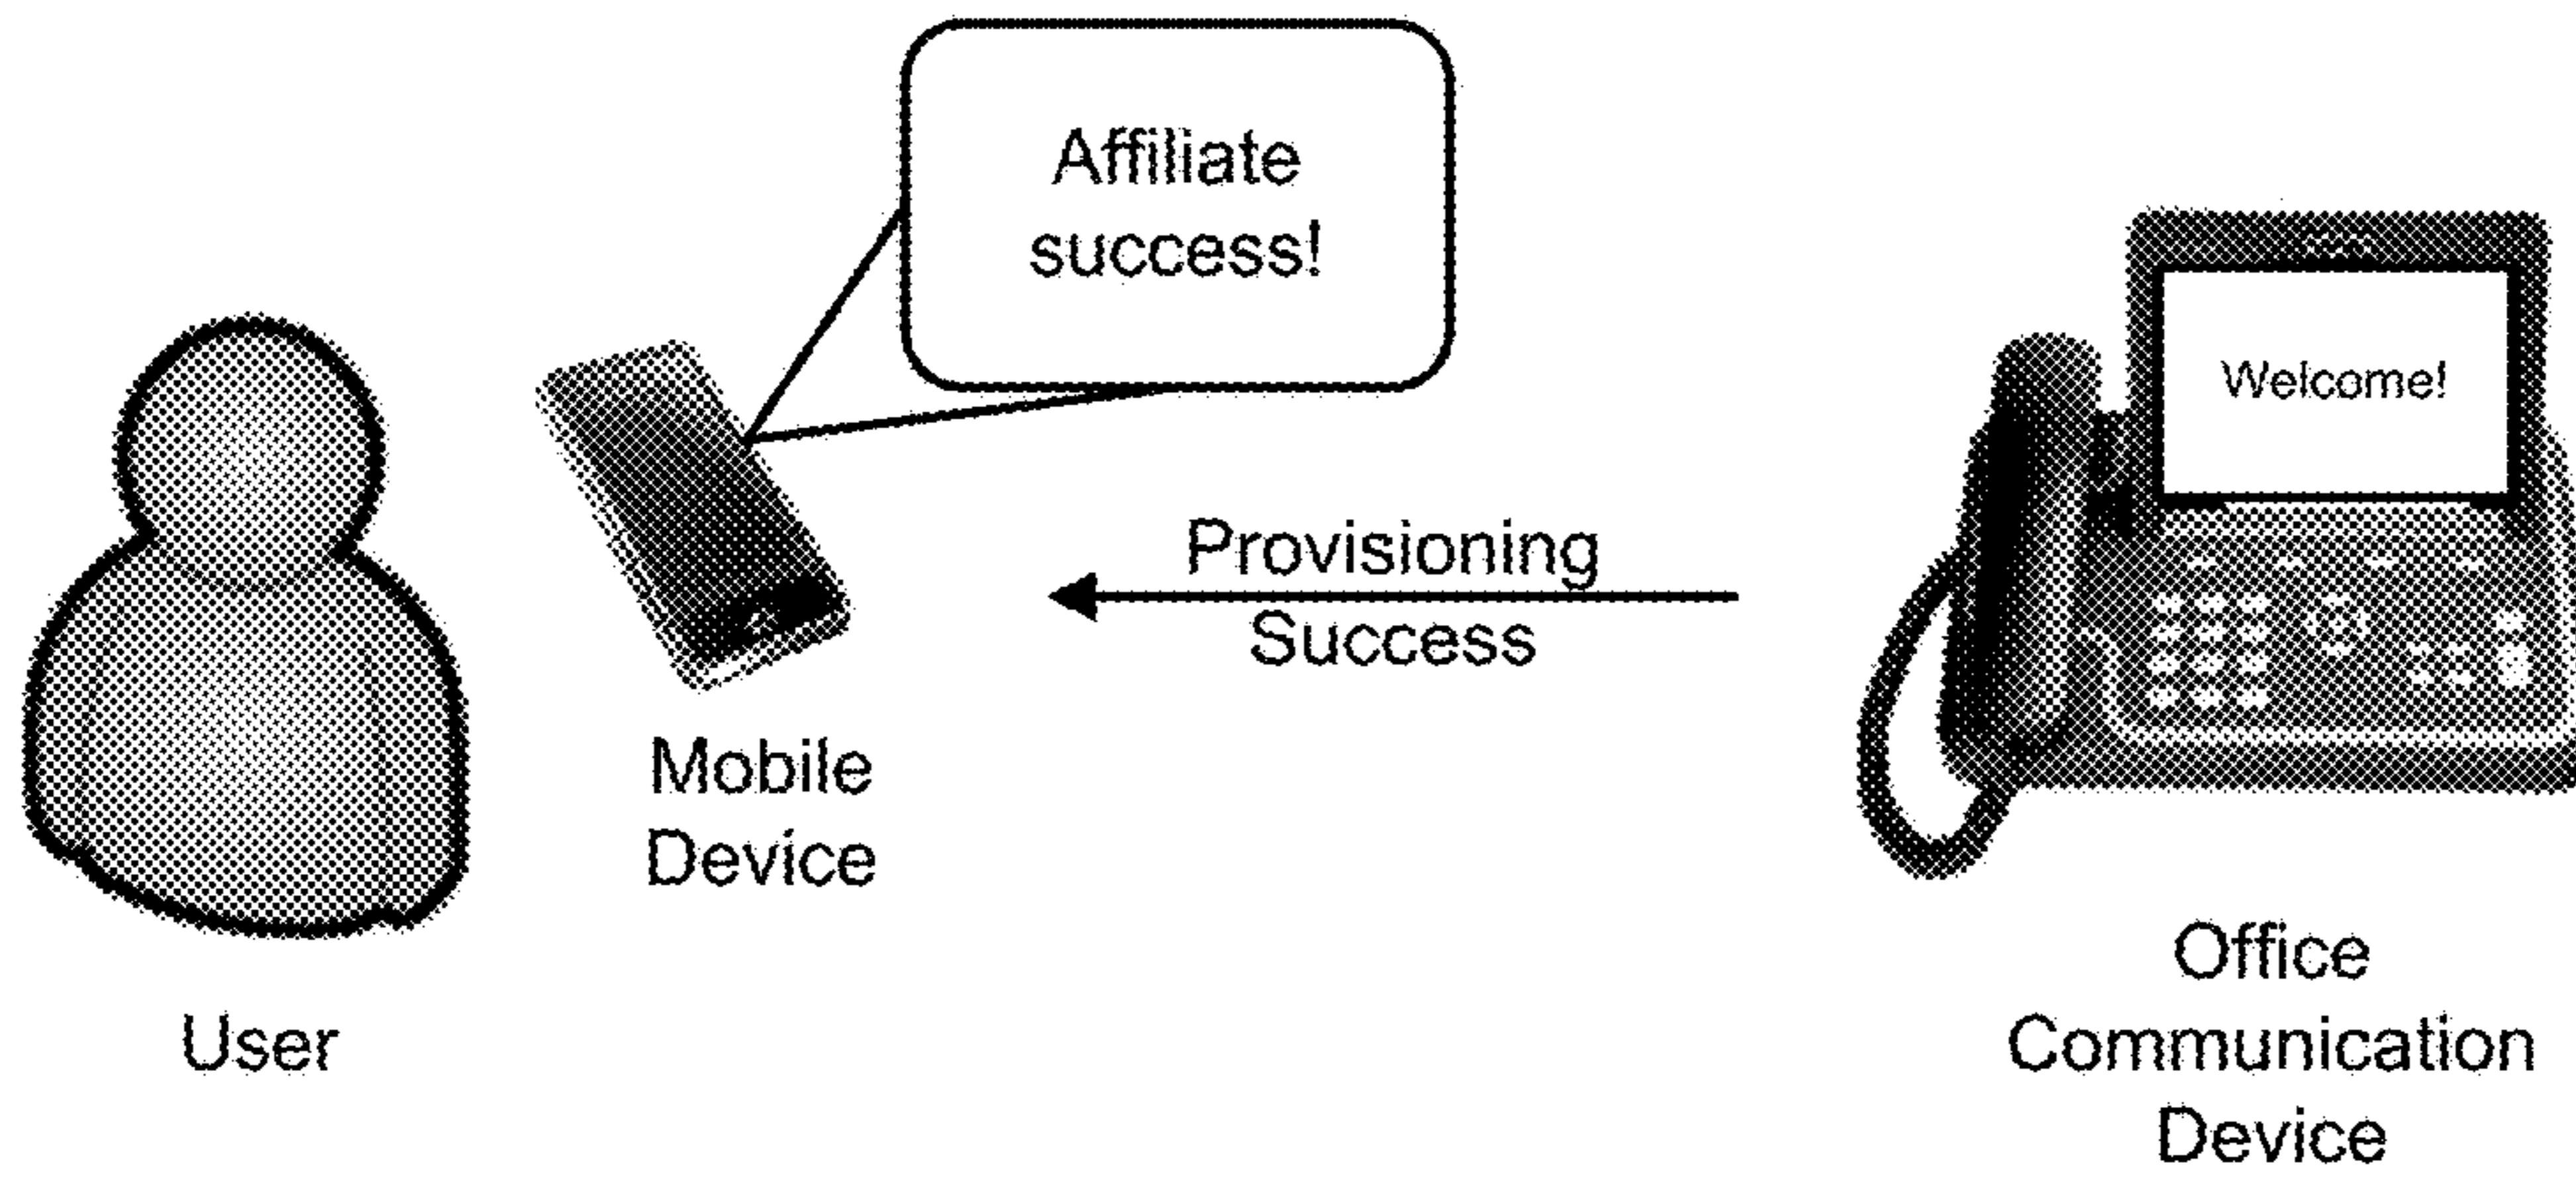 Affiliate
success!
Welcome!
Provisioning
Success
Mobile
Device
User
Office
Communication
Device